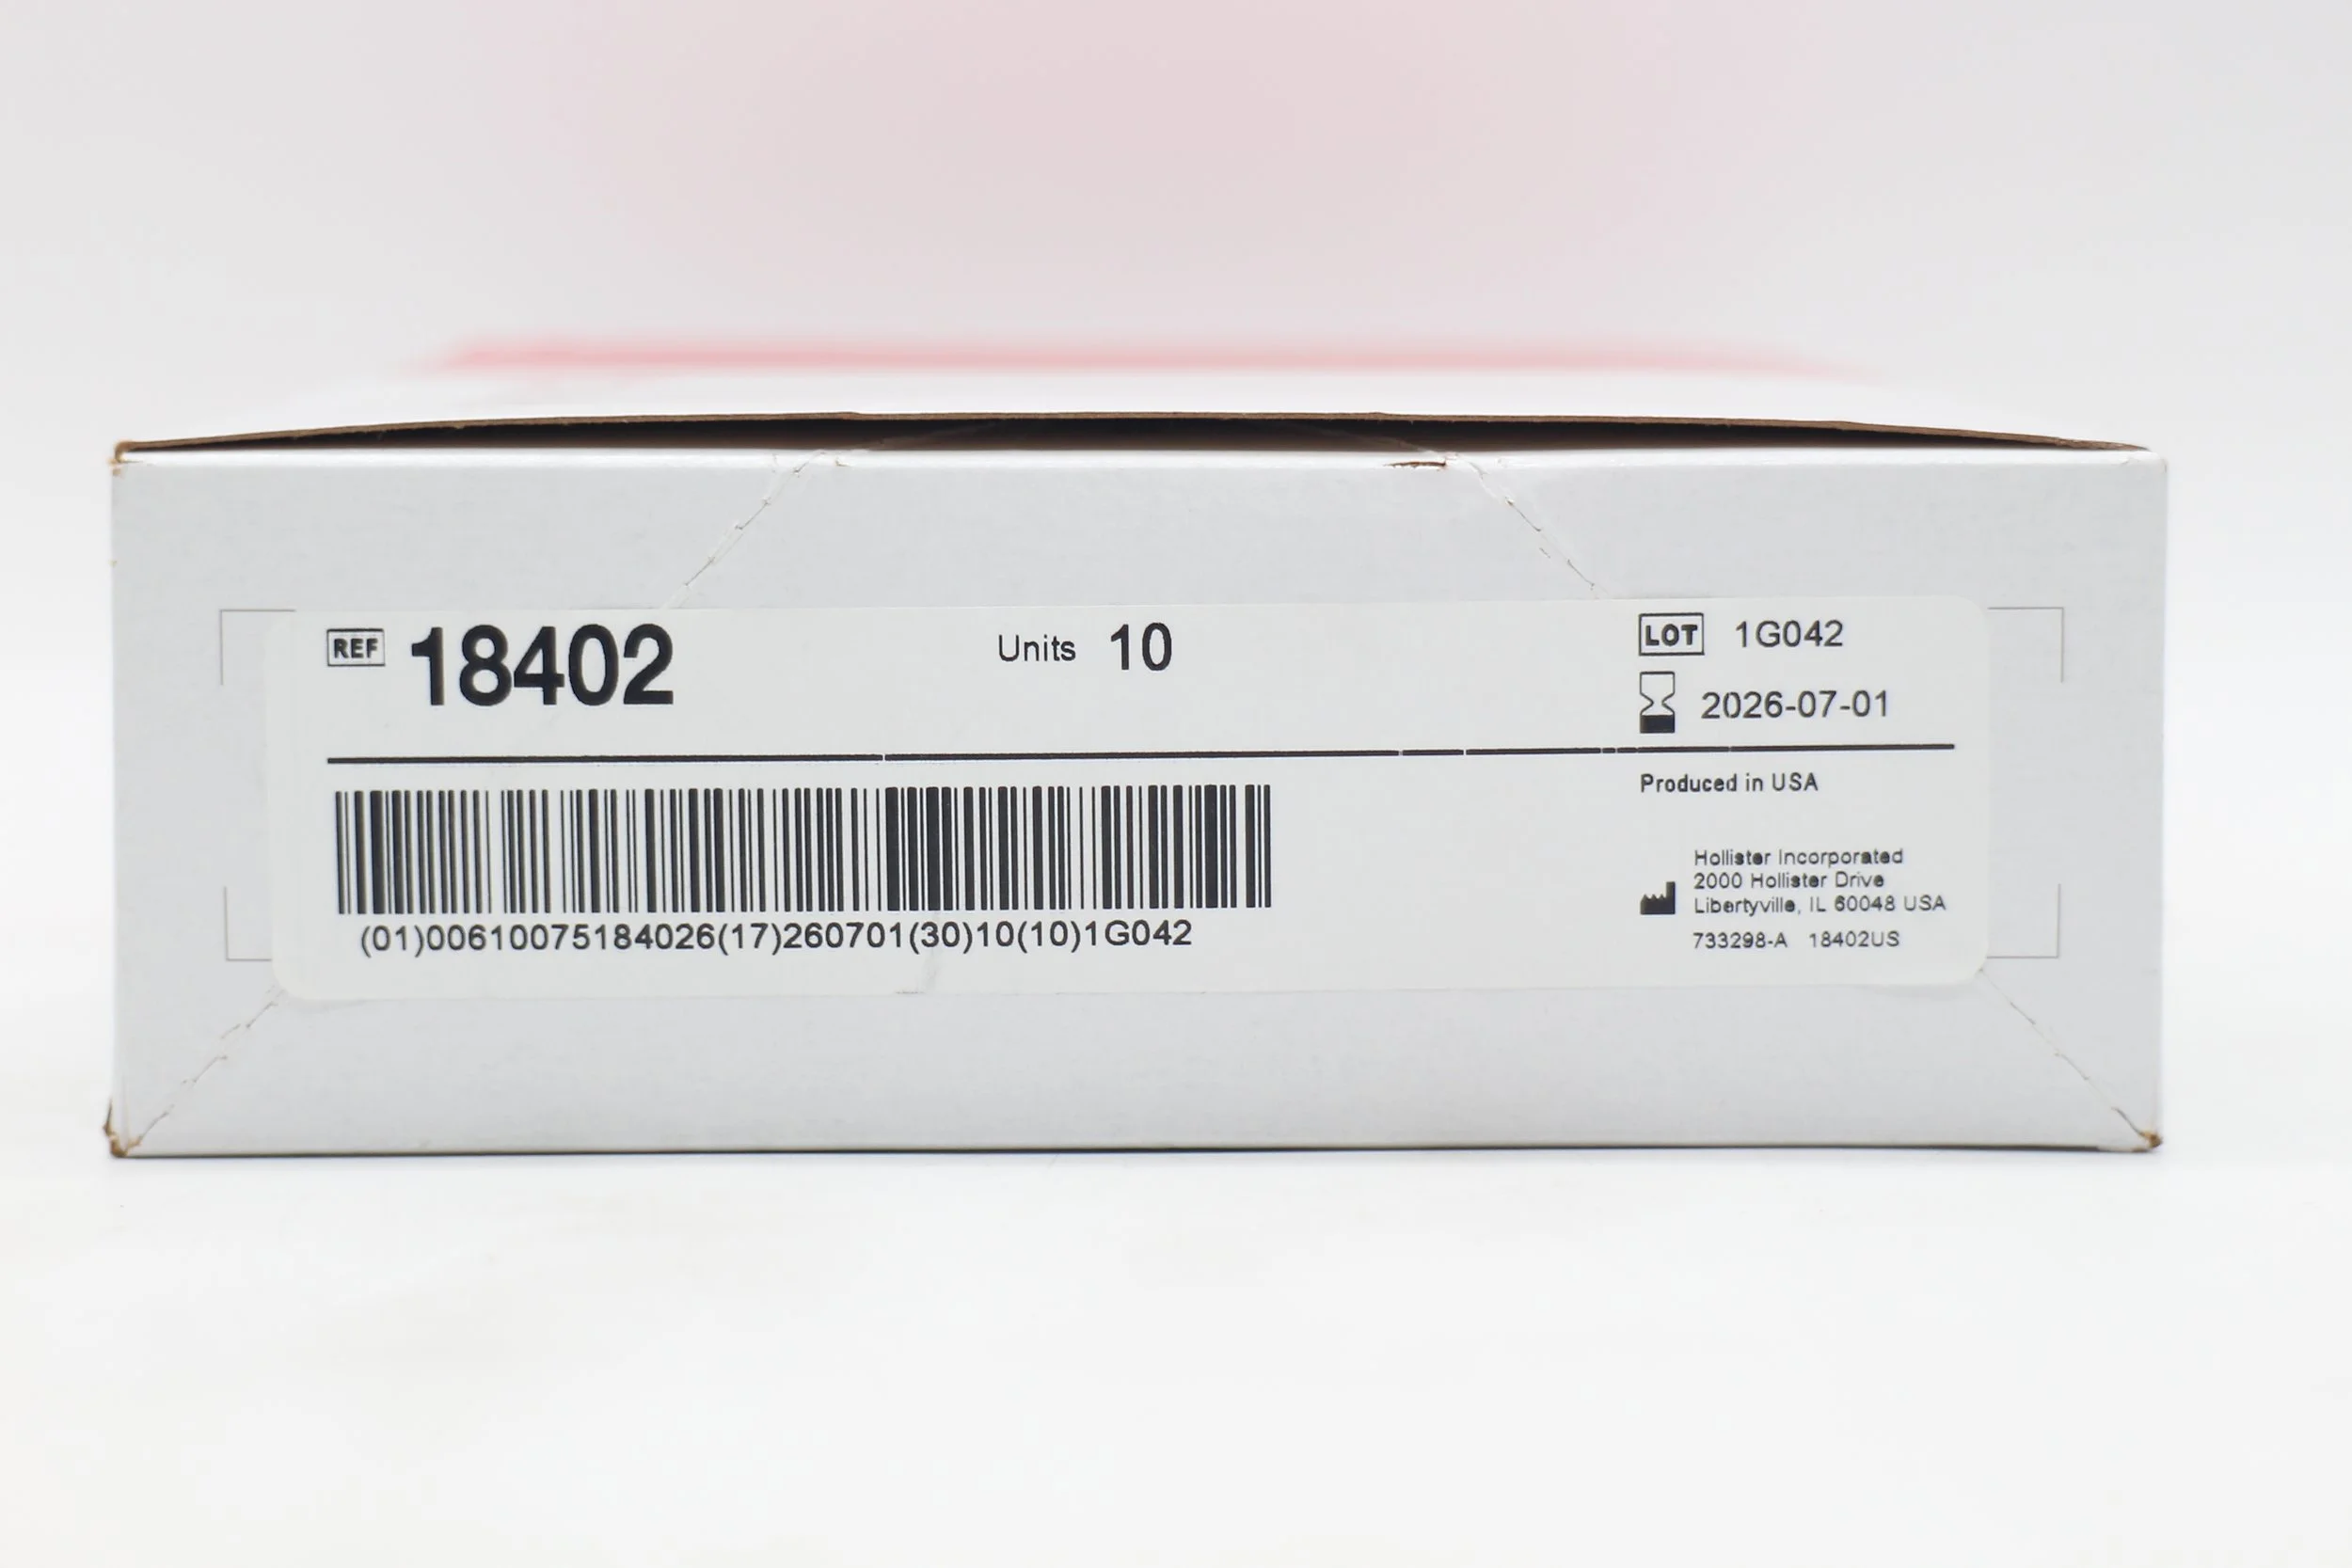 REF 18402 Units 10 LOT 1G042
2026-07-01
Produced in USA
(01)00610075184026(17)260701(30)10(10)1G042
Hollister Incorporated
2000 Hollister Drive
Libertyville, IL 60048 USA
733298-A 18402US